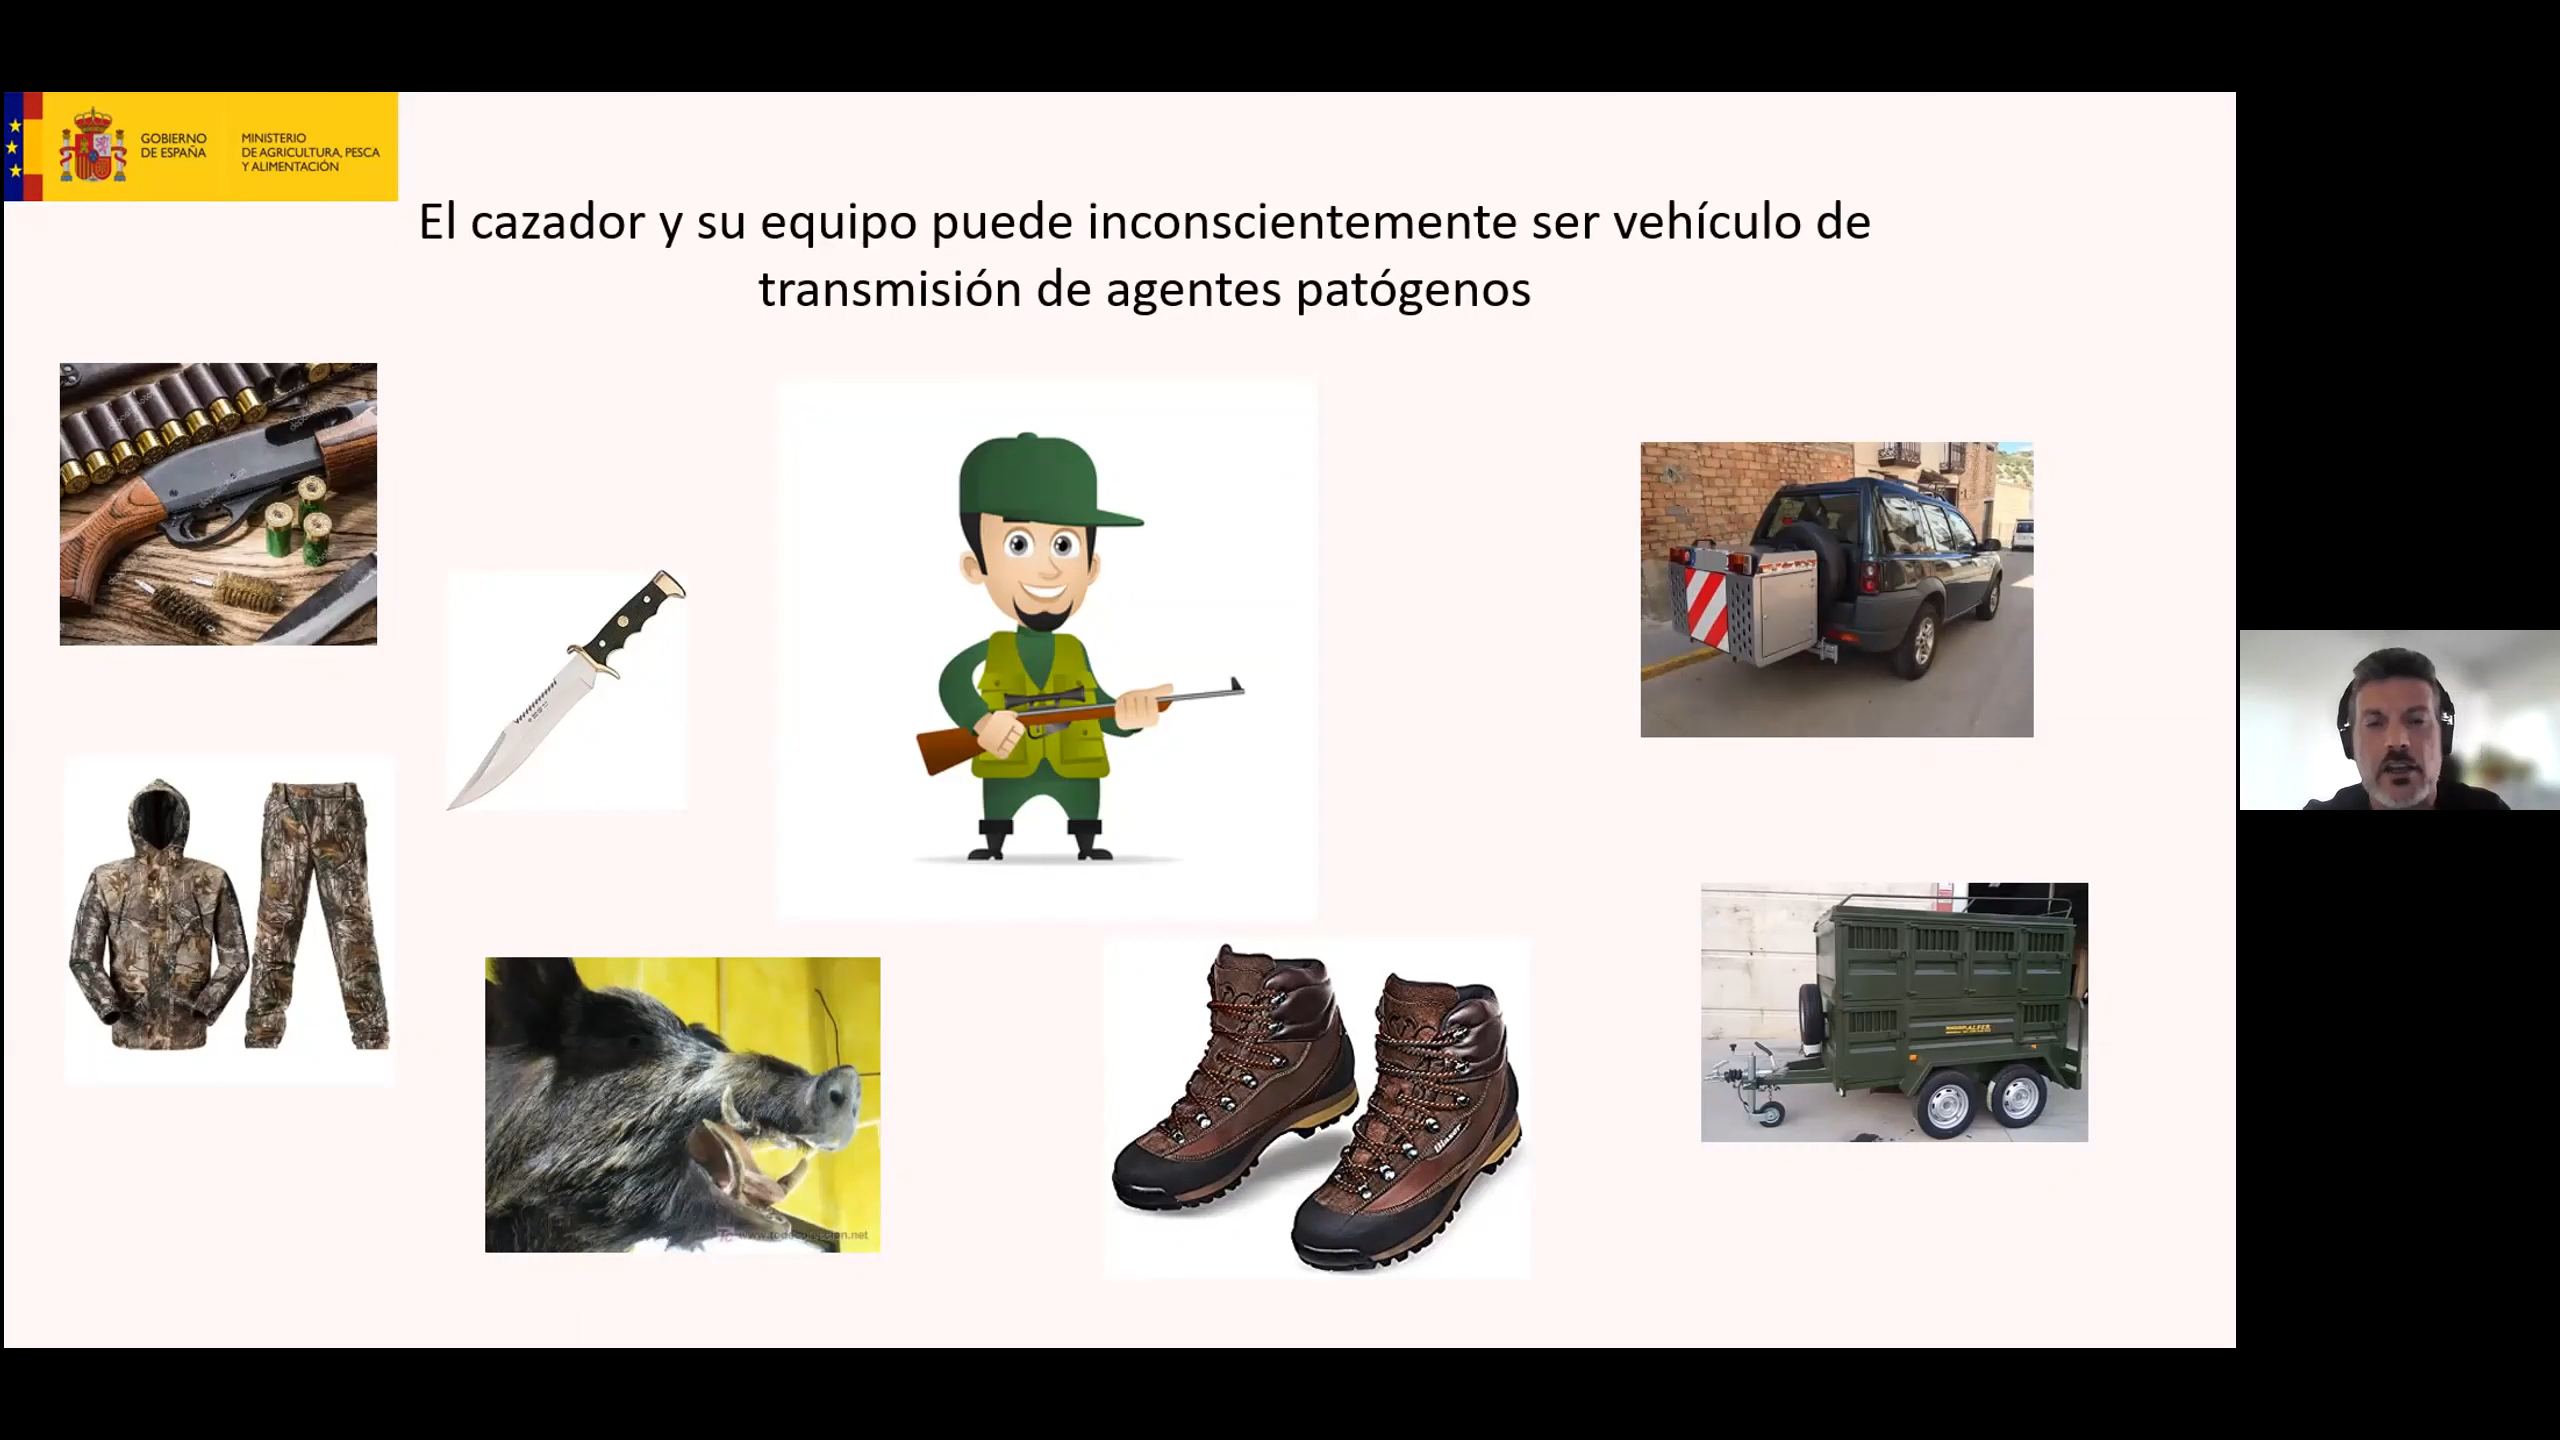 GOBIERNO
DE ESPAÑA
MINISTERIO
DE AGRICULTURA, PESCA
Y ALIMENTACIÓN
El cazador y su equipo puede inconscientemente ser vehículo de
transmisión de agentes patógenos